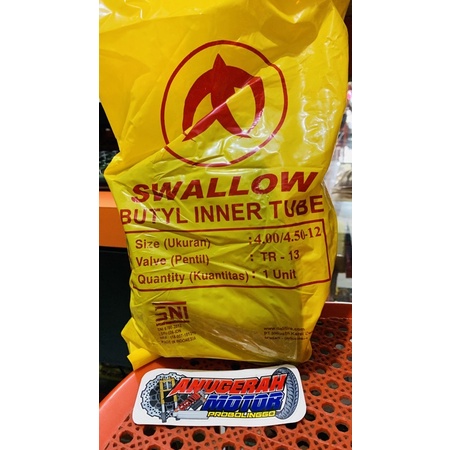 SWALLOW
BUTYL INNER TUBE
Size (Ukuran) : 4.00/4.50-12
Valve (Pentil) : TR - 13
Quantity (Kuantitas) : 1 Unit
SNI
ANUGERAH
MOTOR
PROBOLINGGO